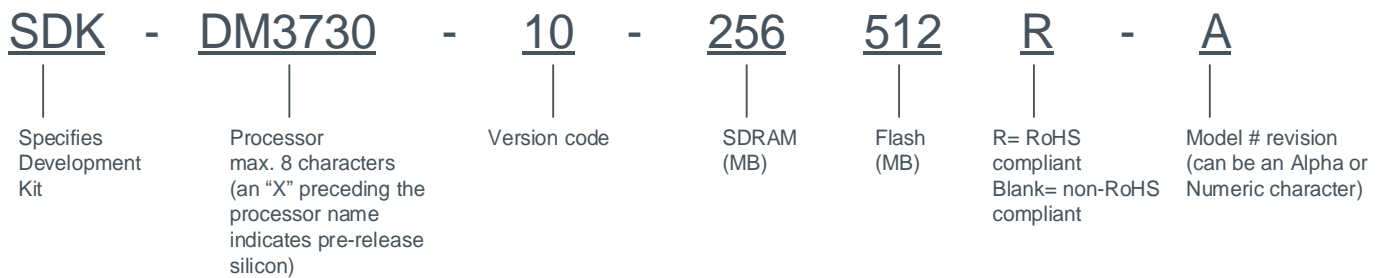 SDK - DM3730 - 10 - 256 512 R - A
Specifies
Development
Kit
Processor
max. 8 characters
(an “X” preceding the
processor name
indicates pre-release
silicon)
Version code
SDRAM
(MB)
Flash
(MB)
R= RoHS
compliant
Blank= non-RoHS
compliant
Model # revision
(can be an Alpha or
Numeric character)